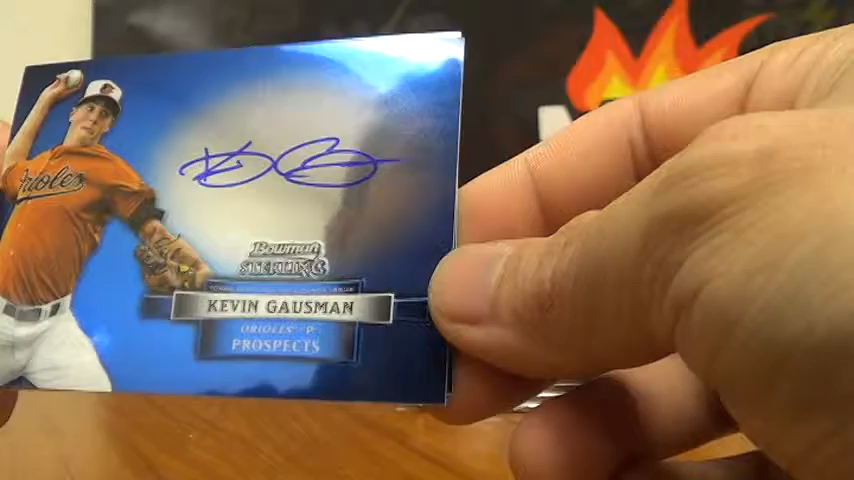 Orioles
Bowman
STERLING
KEVIN GAUSMAN
ORIOLES P
PROSPECTS